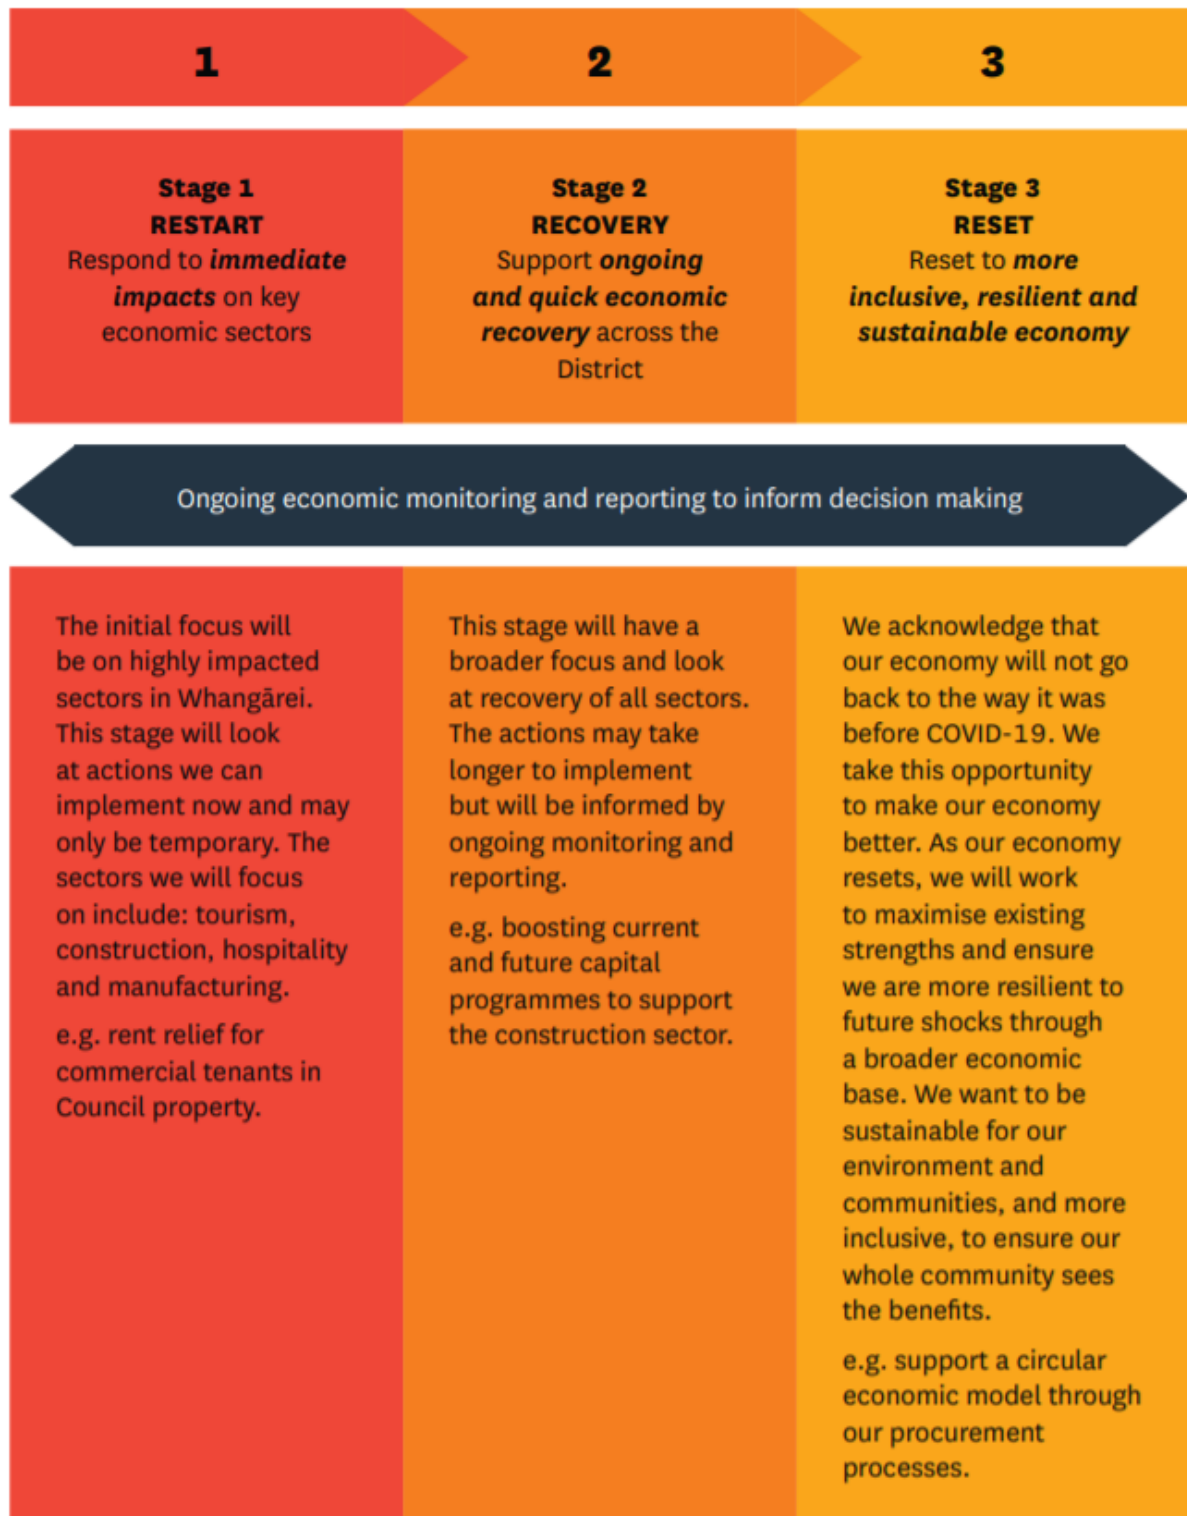 1
2
3
Stage 1
RESTART
Respond to immediate
impacts on key
economic sectors
Stage 2
RECOVERY
Support ongoing
and quick economic
recovery across the
District
Stage 3
RESET
Reset to more
inclusive, resilient and
sustainable economy
Ongoing economic monitoring and reporting to inform decision making
The initial focus will
be on highly impacted
sectors in Whangārei.
This stage will look
at actions we can
implement now and may
only be temporary. The
sectors we will focus
on include: tourism,
construction, hospitality
and manufacturing.
e.g. rent relief for
commercial tenants in
Council property.
This stage will have a
broader focus and look
at recovery of all sectors.
The actions may take
longer to implement
but will be informed by
ongoing monitoring and
reporting.
e.g. boosting current
and future capital
programmes to support
the construction sector.
We acknowledge that
our economy will not go
back to the way it was
before COVID-19. We
take this opportunity
to make our economy
better. As our economy
resets, we will work
to maximise existing
strengths and ensure
we are more resilient to
future shocks through
a broader economic
base. We want to be
sustainable for our
environment and
communities, and more
inclusive, to ensure our
whole community sees
the benefits.
e.g. support a circular
economic model through
our procurement
processes.